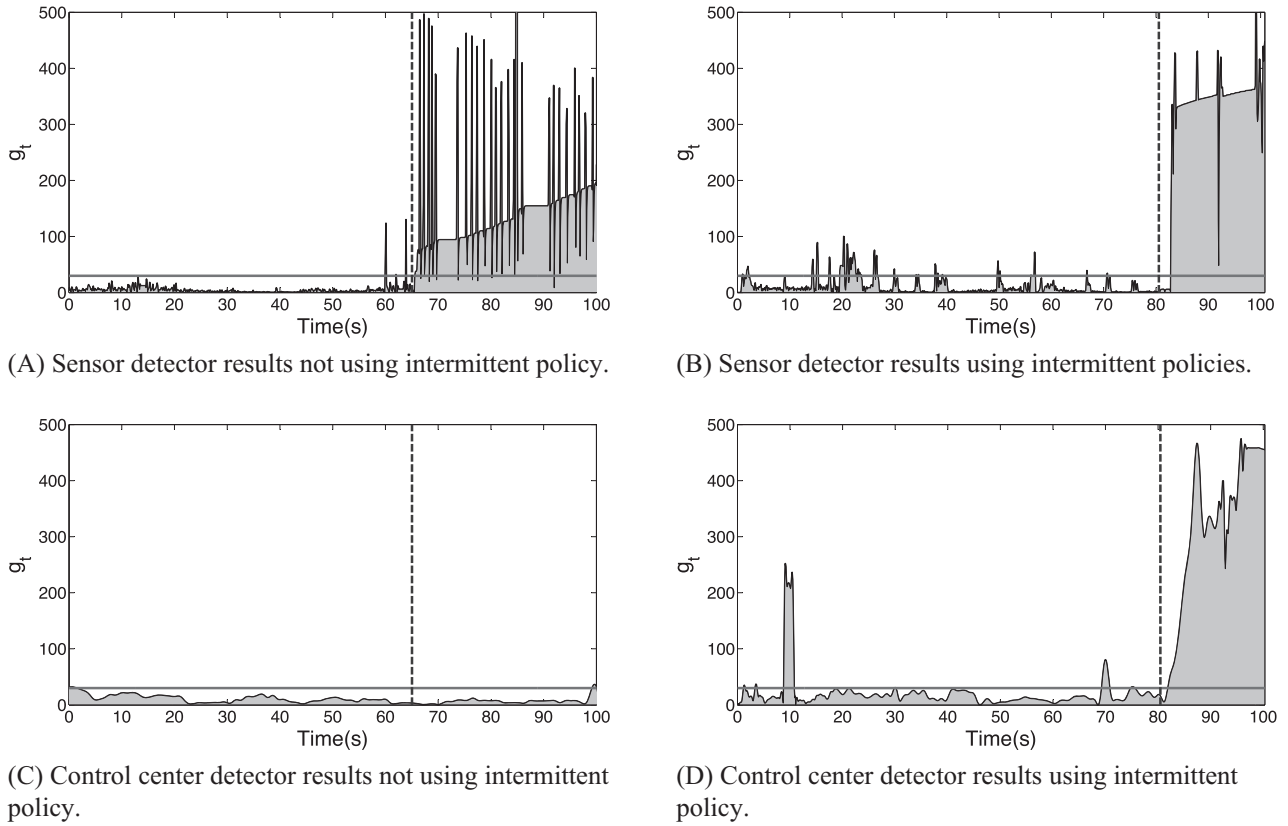 500
400
300
200
100
0
g_t
0 10 20 30 40 50 60 70 80 90 100
Time(s)
(A) Sensor detector results not using intermittent policy.
500
400
300
200
100
0
g_t
0 10 20 30 40 50 60 70 80 90 100
Time(s)
(B) Sensor detector results using intermittent policies.
500
400
300
200
100
0
g_t
0 10 20 30 40 50 60 70 80 90 100
Time(s)
(C) Control center detector results not using intermittent
policy.
500
400
300
200
100
0
g_t
0 10 20 30 40 50 60 70 80 90 100
Time(s)
(D) Control center detector results using intermittent
policy.